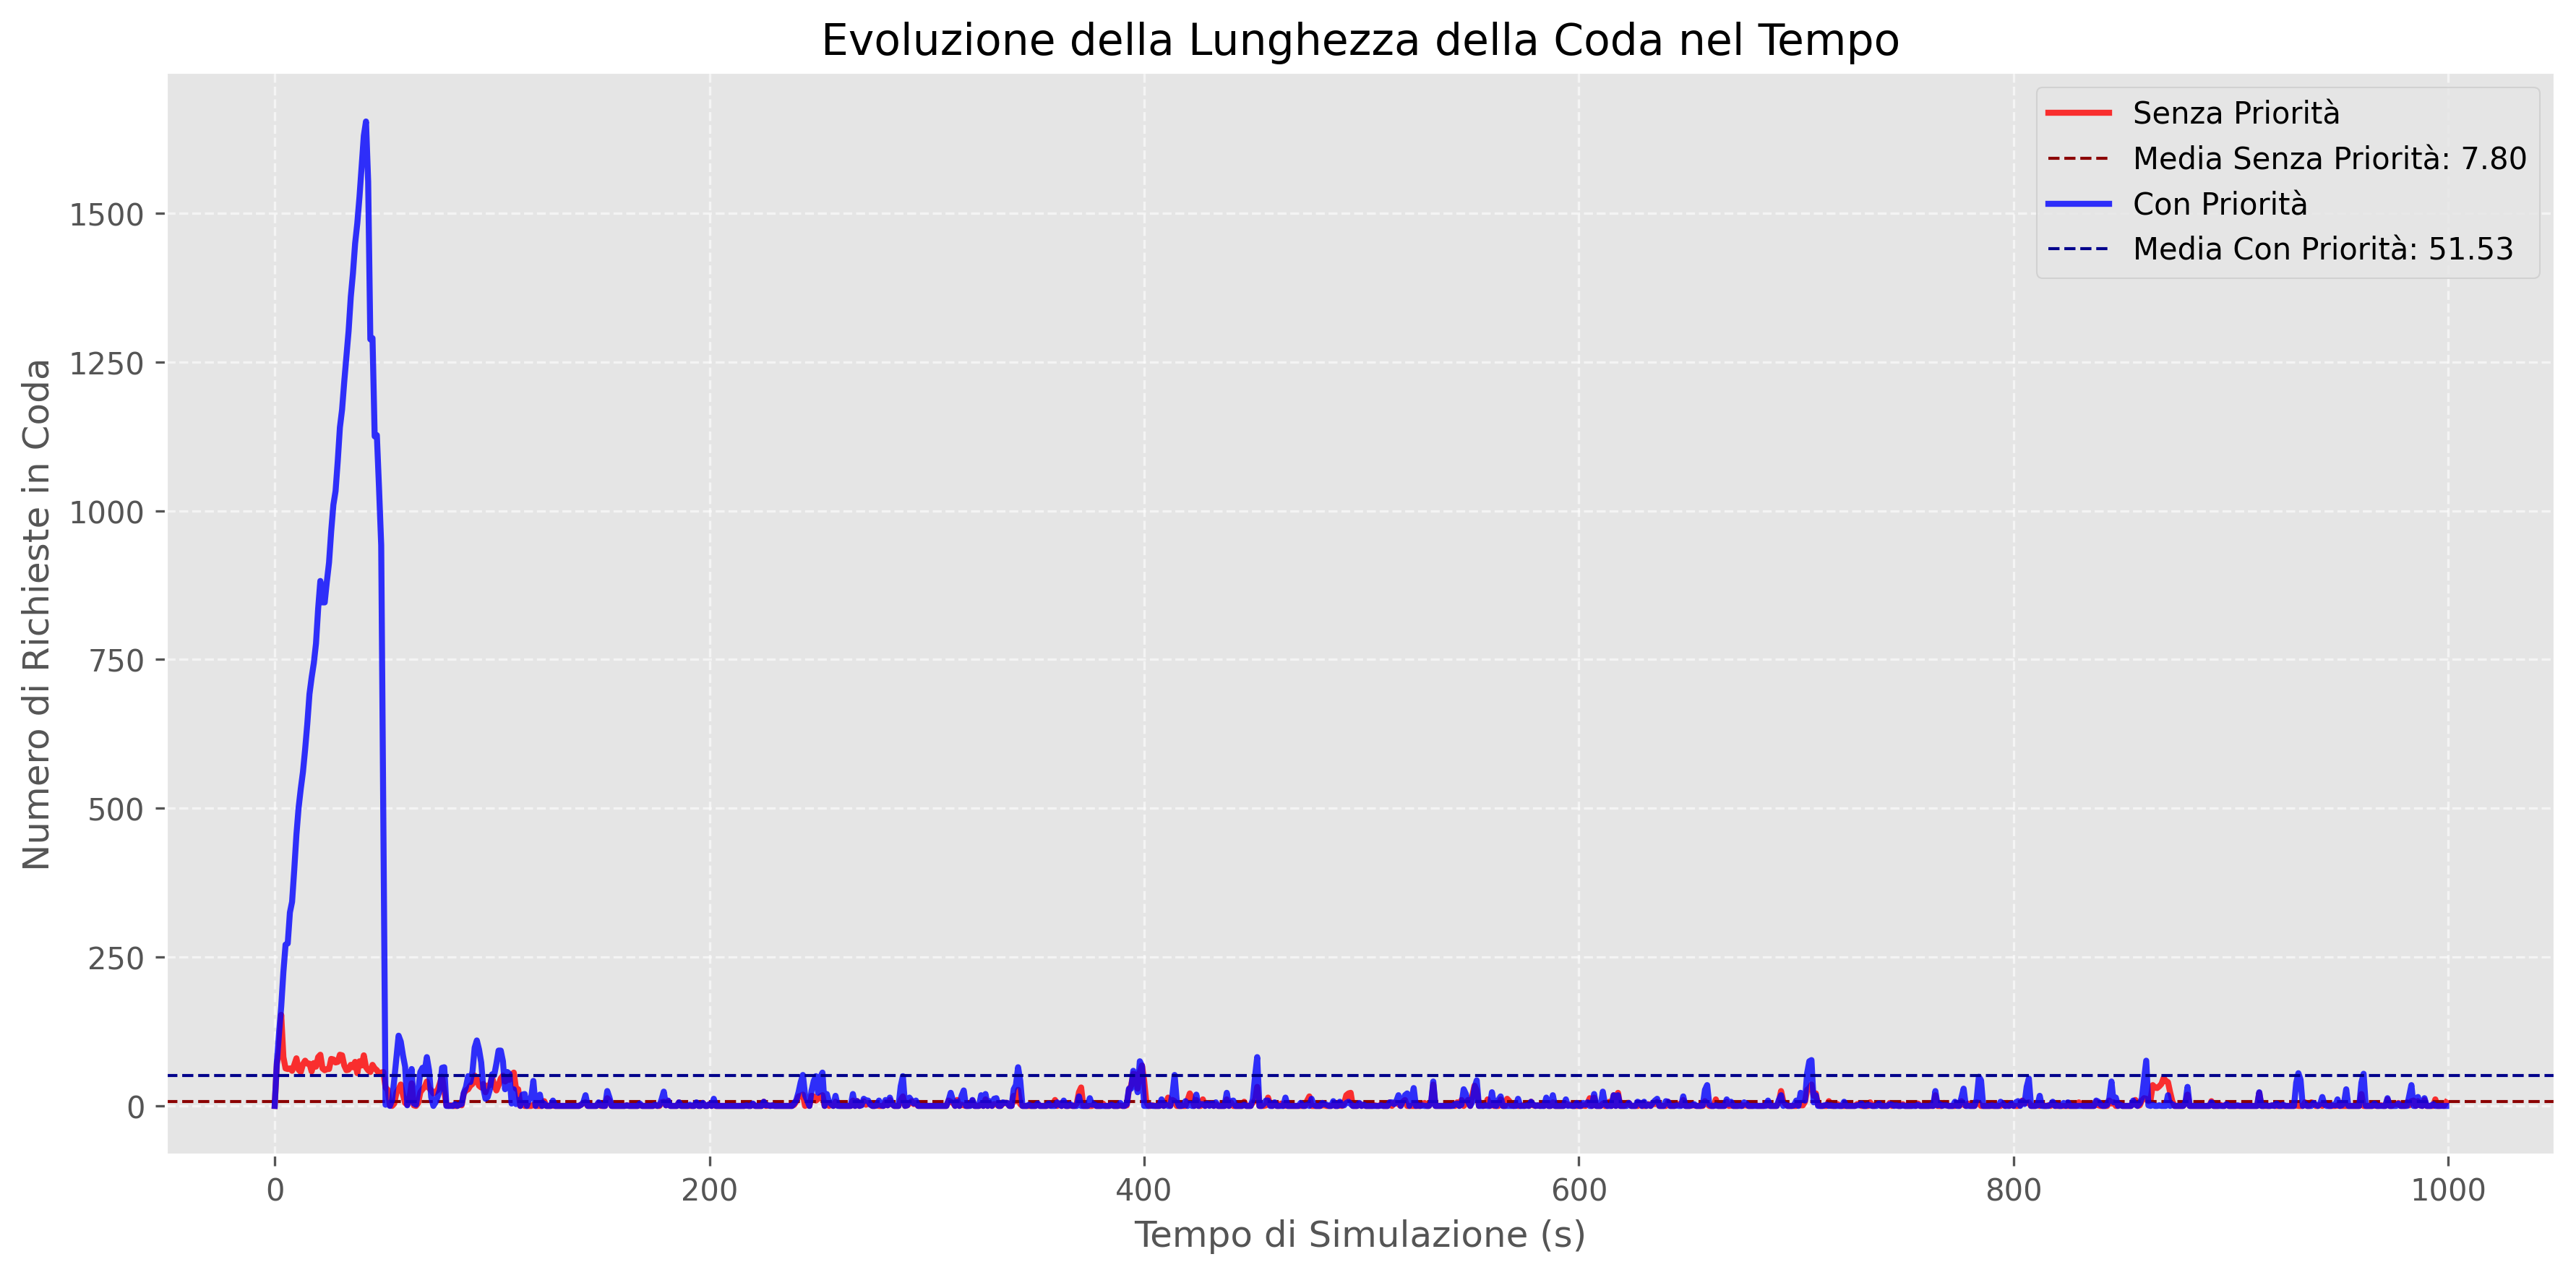 Evoluzione della Lunghezza della Coda nel Tempo
Senza Priorità
Media Senza Priorità: 7.80
Con Priorità
Media Con Priorità: 51.53
Numero di Richieste in Coda
1500
1250
1000
750
500
250
0
0 200 400 600 800 1000
Tempo di Simulazione (s)